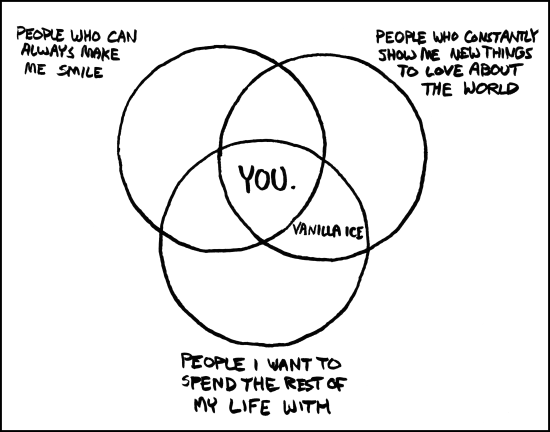 PEOPLE WHO CAN
ALWAYS MAKE
ME SMILE
PEOPLE WHO CONSTANTLY
SHOW ME NEW THINGS
TO LOVE ABOUT
THE WORLD
YOU.
VANILLA ICE
PEOPLE I WANT TO
SPEND THE REST OF
MY LIFE WITH